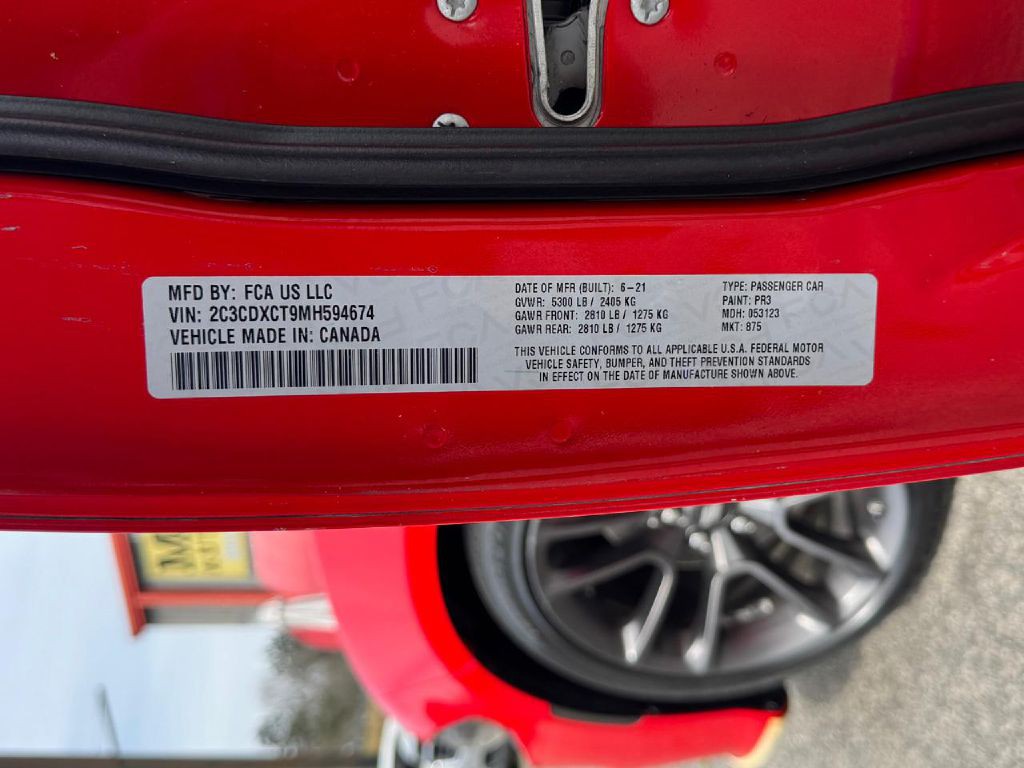 MFD BY: FCA US LLC
VIN: 2C3CDXCT9MH594674
VEHICLE MADE IN: CANADA
DATE OF MFR (BUILT): 6-21
GVWR: 5300 LB / 2405 KG
GAWR FRONT: 2810 LB / 1275 KG
GAWR REAR: 2810 LB / 1275 KG
TYPE: PASSENGER CAR
PAINT: PR3
MDH: 053123
MKT: 875
THIS VEHICLE CONFORMS TO ALL APPLICABLE U.S.A. FEDERAL MOTOR
VEHICLE SAFETY, BUMPER, AND THEFT PREVENTION STANDARDS
IN EFFECT ON THE DATE OF MANUFACTURE SHOWN ABOVE.